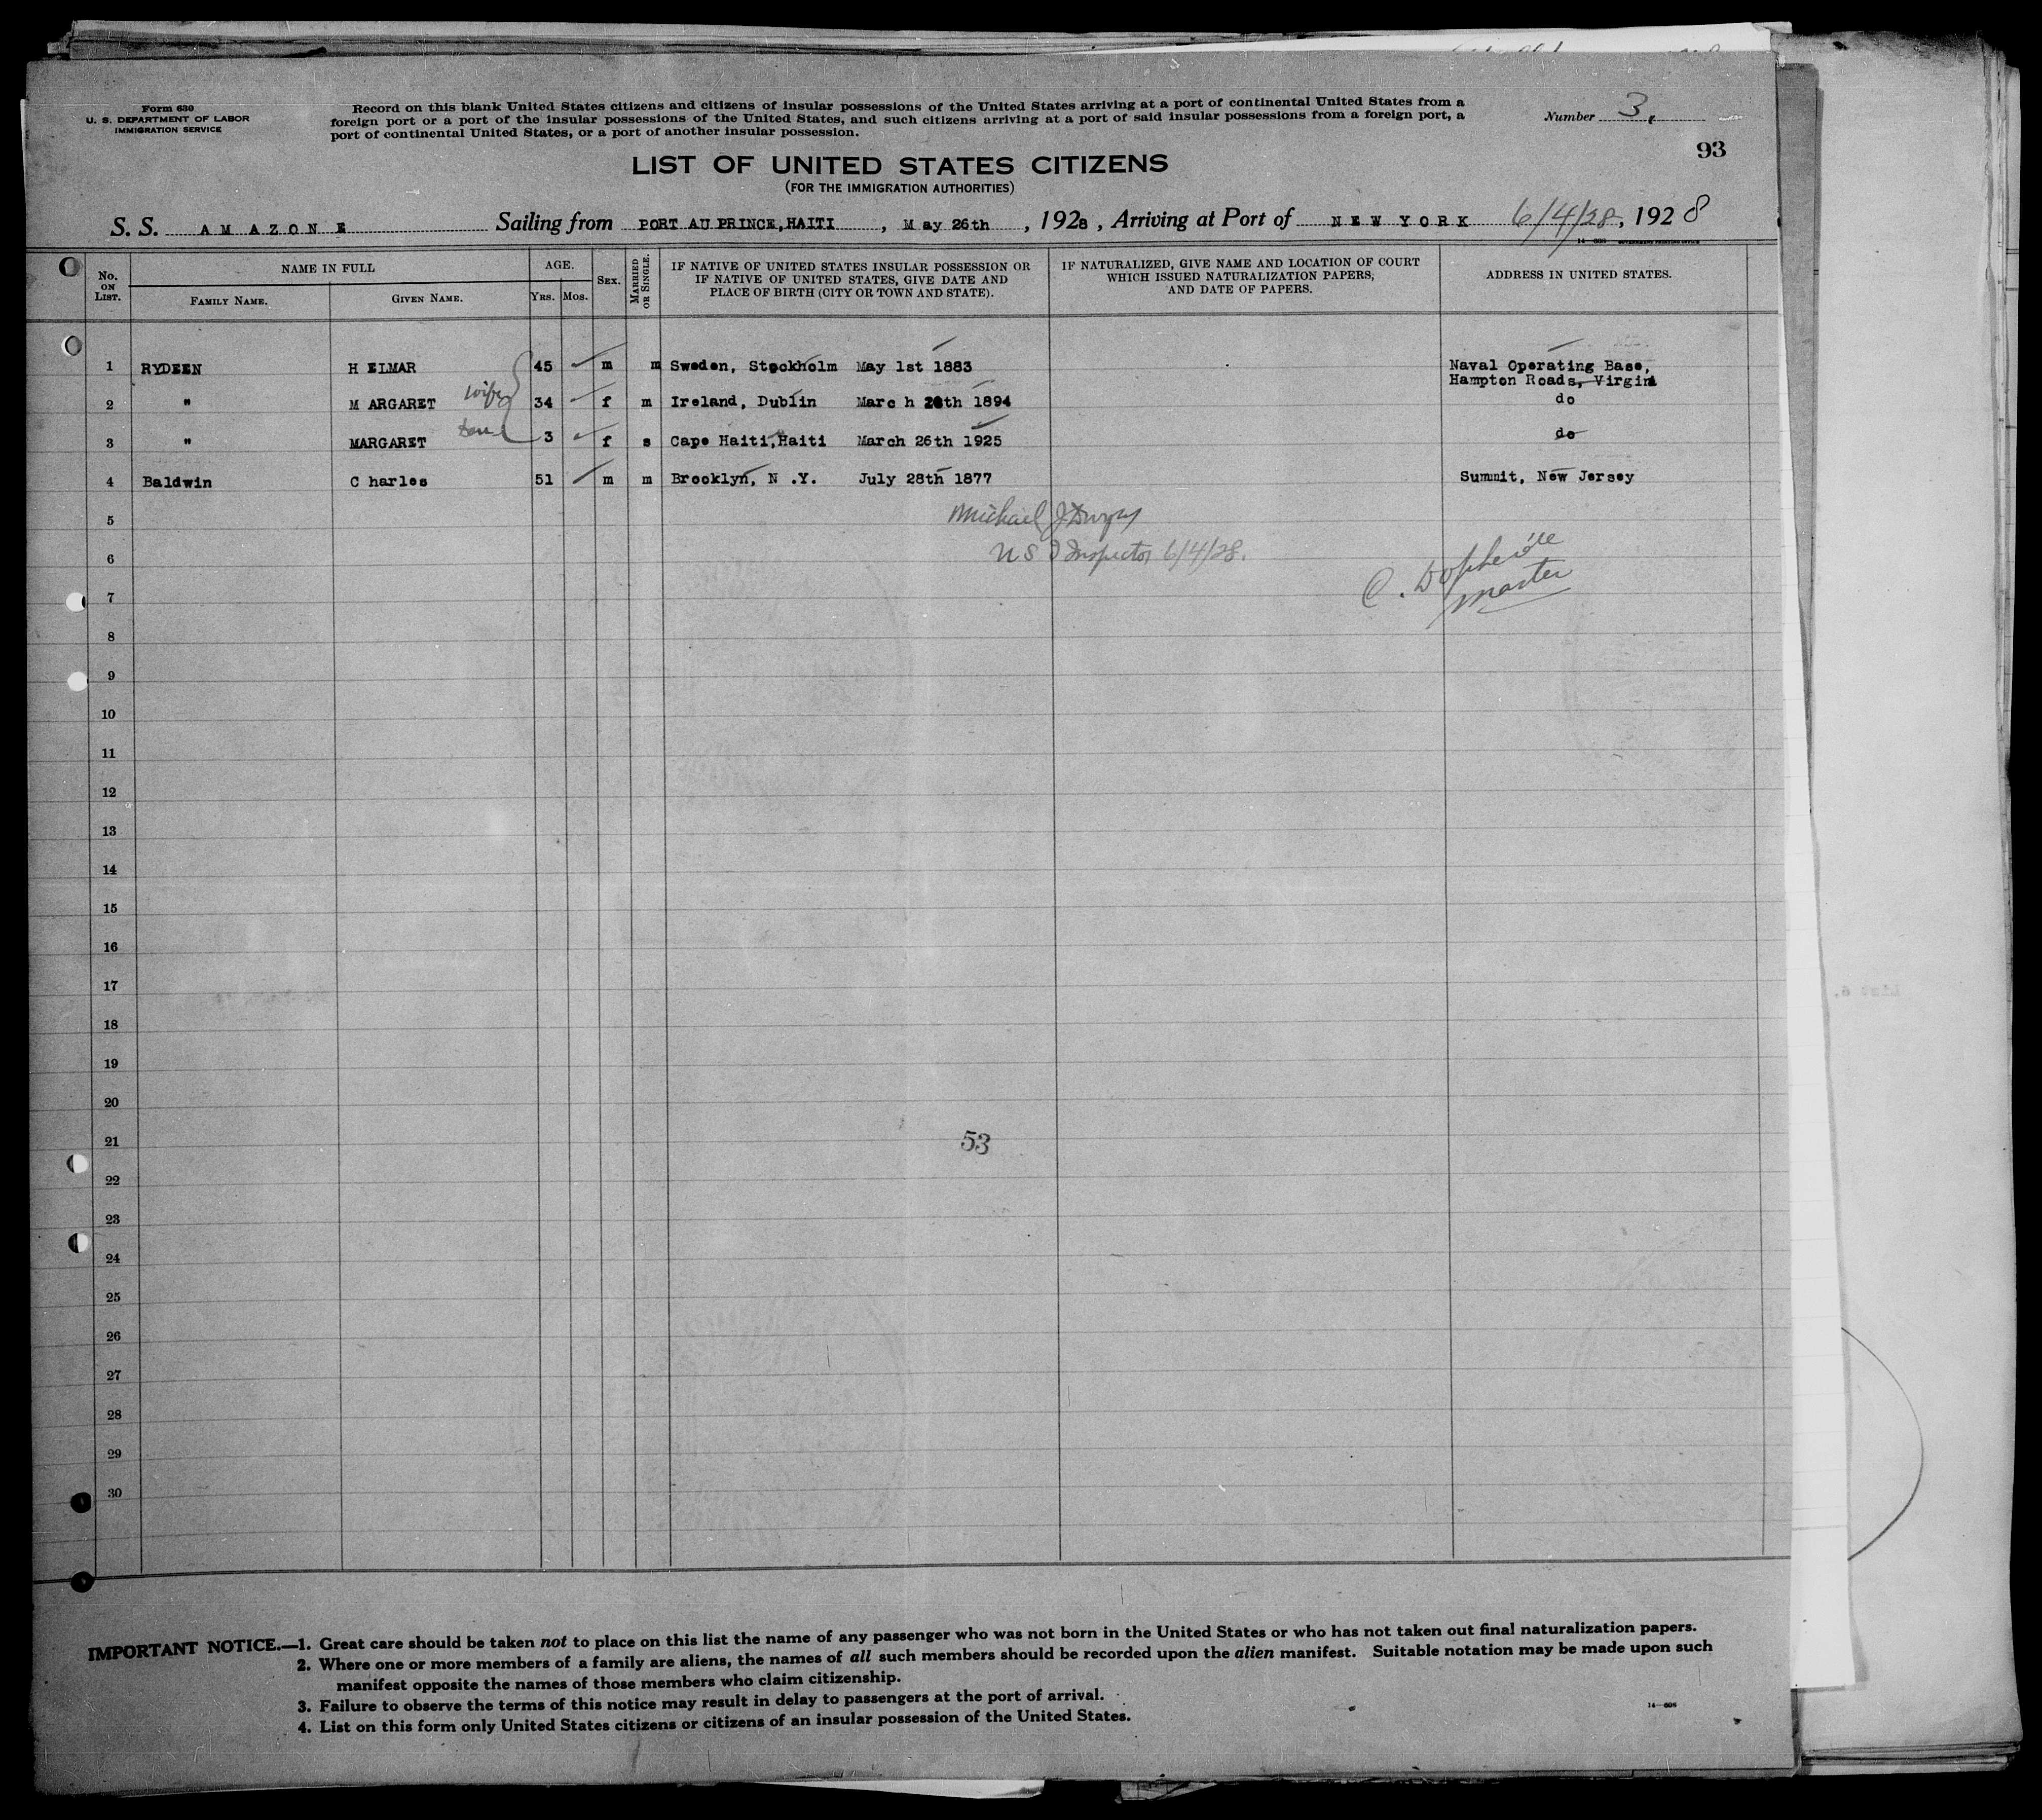 Form 630
U. S. DEPARTMENT OF LABOR
IMMIGRATION SERVICE
Record on this blank United States citizens and citizens of insular possessions of the United States arriving at a port of continental United States from a
foreign port or a port of the insular possessions of the United States, and such citizens arriving at a port of said insular possessions from a foreign port, a
port of continental United States, or a port of another insular possession.
Number 3
93
LIST OF UNITED STATES CITIZENS
(FOR THE IMMIGRATION AUTHORITIES)
S. S. AMAZONE Sailing from PORT AU PRINCE, HAITI, May 26th, 1928, Arriving at Port of NEW YORK 6/4/28, 1928
No. ON LIST. NAME IN FULL AGE. SEX. MARRIED OR SINGLE. IF NATIVE OF UNITED STATES INSULAR POSSESSION OR IF NATIVE OF UNITED STATES, GIVE DATE AND PLACE OF BIRTH (CITY OR TOWN AND STATE). IF NATURALIZED, GIVE NAME AND LOCATION OF COURT WHICH ISSUED NATURALIZATION PAPERS, AND DATE OF PAPERS. ADDRESS IN UNITED STATES.
FAMILY NAME. GIVEN NAME. YRS. MOS.
1 RYDEEN H ELMAR 45 m m Sweden, Stockholm May 1st 1883 Naval Operating Base,
Hampton Roads, Virgini
2 " M ARGARET wife 34 f m Ireland, Dublin Marc h th 1894 do
3 " MARGARET 3 f s Cape Haiti, Haiti March 26th 1925 do
4 Baldwin C harles 51 m m Brooklyn, N .Y. July 28th 1877 Summit, New Jersey
5
Michael J
6
U S I Inspector 6/4/28.
C.
Master
7
8
9
10
11
12
13
14
15
16
17
18
19
20
21
53
22
23
24
25
26
27
28
29
30
IMPORTANT NOTICE.—1. Great care should be taken not to place on this list the name of any passenger who was not born in the United States or who has not taken out final naturalization papers.
2. Where one or more members of a family are aliens, the names of all such members should be recorded upon the alien manifest. Suitable notation may be made upon such
manifest opposite the names of those members who claim citizenship.
3. Failure to observe the terms of this notice may result in delay to passengers at the port of arrival.
4. List on this form only United States citizens or citizens of an insular possession of the United States.